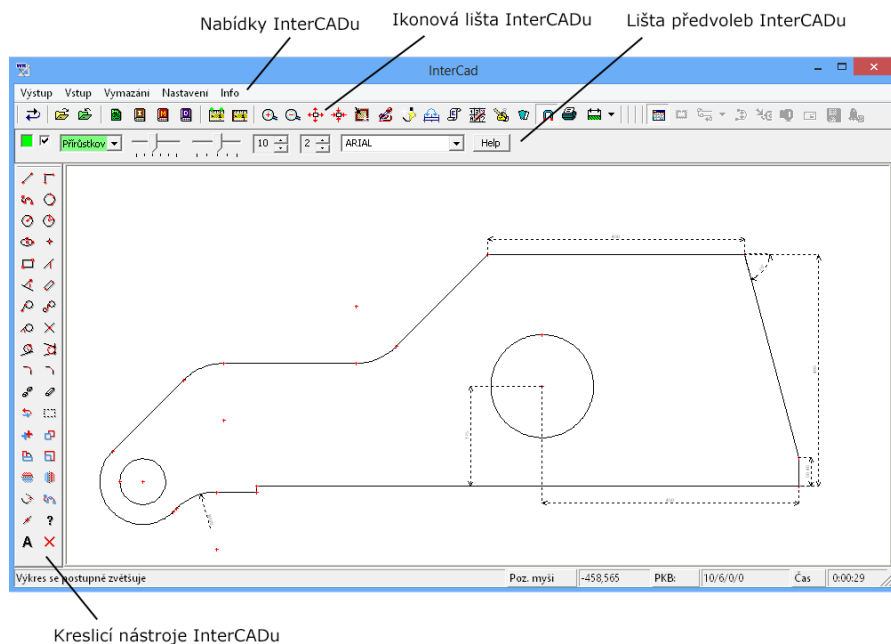 Nabídky InterCADu
Ikonová lišta InterCADu
Lišta předvoleb InterCADu
InterCad
Výstup Vstup Vymazání Nastavení Info
Přírůstkov 10 2 ARIAL Help
A
Výkres se postupně zvětšuje Poz. myši -458,565 PKB: 10/6/0/0 Čas 0:00:29
Kreslicí nástroje InterCADu